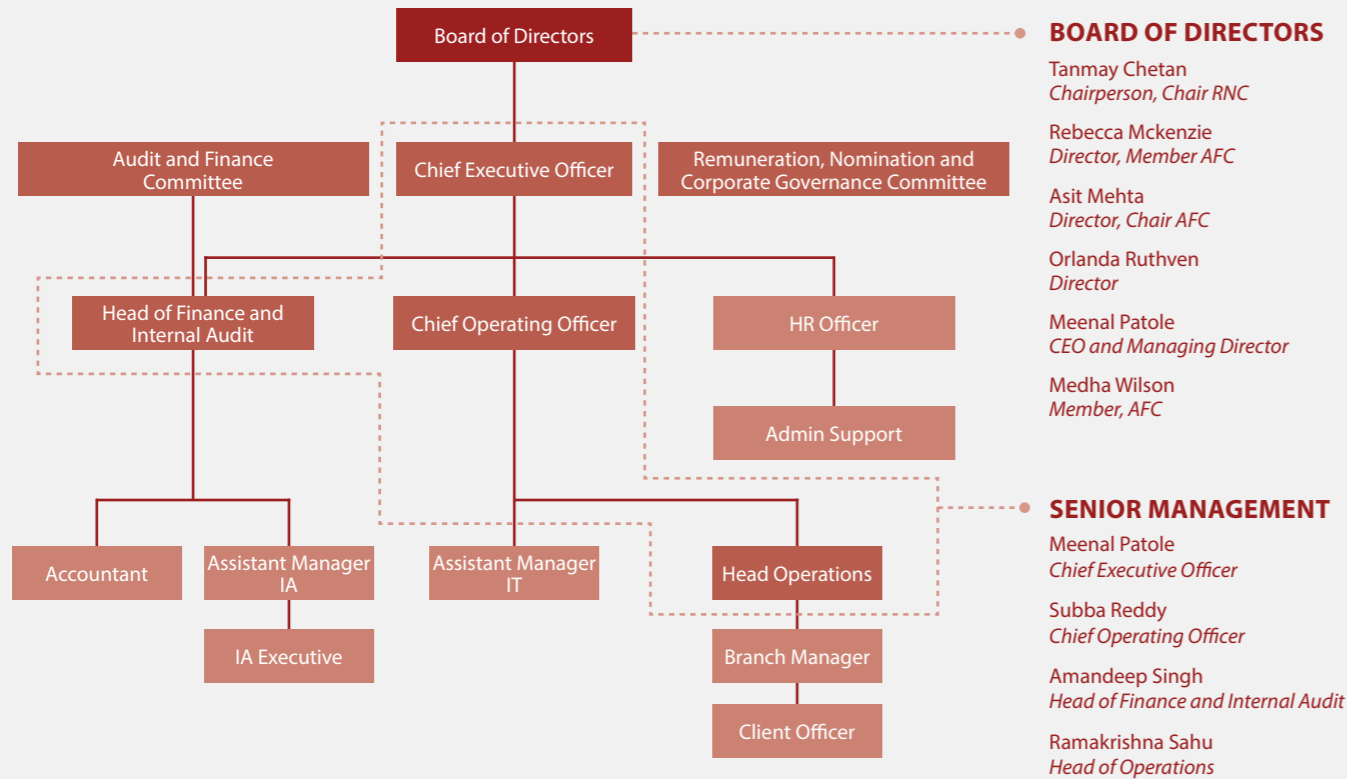 Board of Directors
Audit and Finance
Committee
Chief Executive Officer
Remuneration, Nomination and
Corporate Governance Committee
Head of Finance and
Internal Audit
Chief Operating Officer
HR Officer
Admin Support
Accountant
Assistant Manager
IA
Assistant Manager
IT
Head Operations
IA Executive
Branch Manager
Client Officer
BOARD OF DIRECTORS
Tanmay Chetan
Chairperson, Chair RNC
Rebecca Mckenzie
Director, Member AFC
Asit Mehta
Director, Chair AFC
Orlanda Ruthven
Director
Meenal Patole
CEO and Managing Director
Medha Wilson
Member, AFC
SENIOR MANAGEMENT
Meenal Patole
Chief Executive Officer
Subba Reddy
Chief Operating Officer
Amandeep Singh
Head of Finance and Internal Audit
Ramakrishna Sahu
Head of Operations